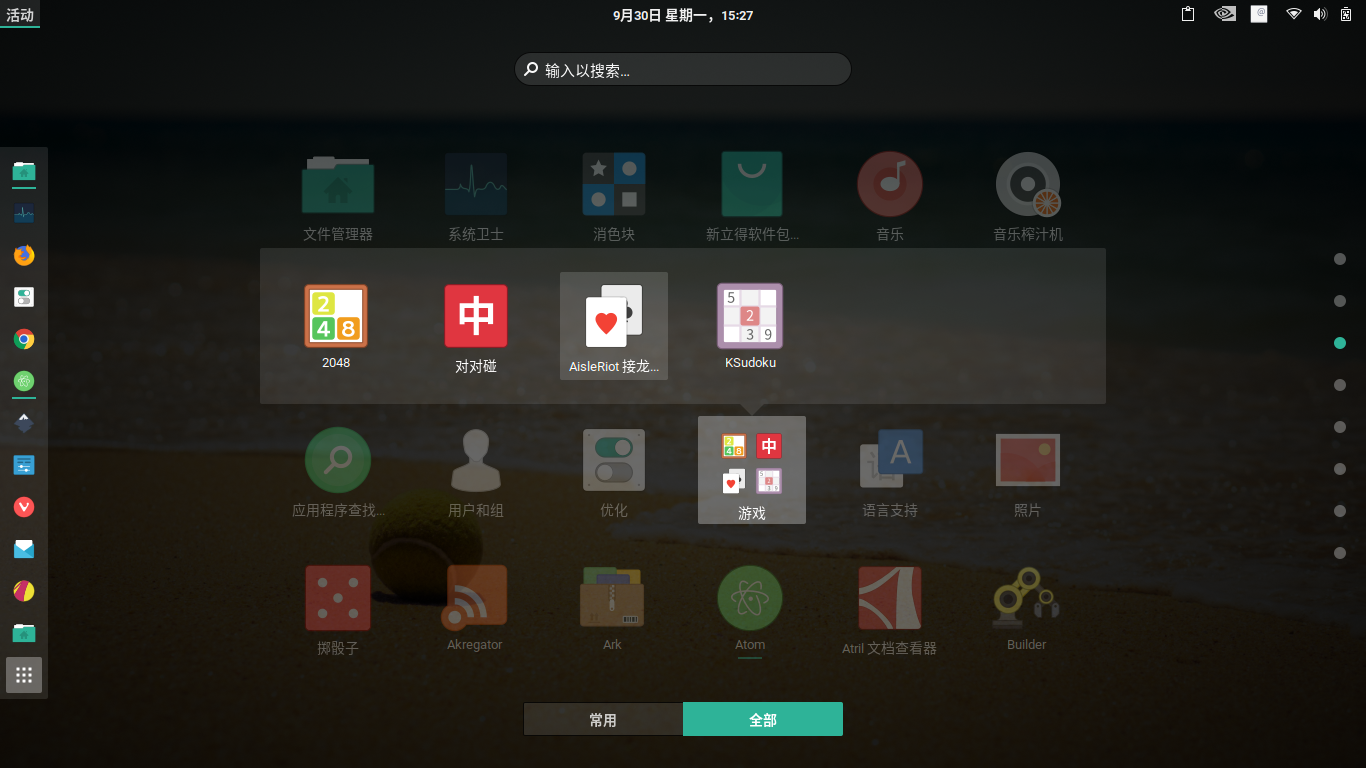 活动
9月30日 星期一，15:27
输入以搜索…
文件管理器
系统卫士
消色块
新立得软件包…
音乐
音乐榨汁机
2
4 8
中
5
2
3 9
2048
对对碰
AisleRiot 接龙…
KSudoku
应用程序查找…
用户和组
优化
游戏
语 A
语言支持
照片
掷骰子
Akregator
Ark
Atom
Atril 文档查看器
Builder
常用
全部